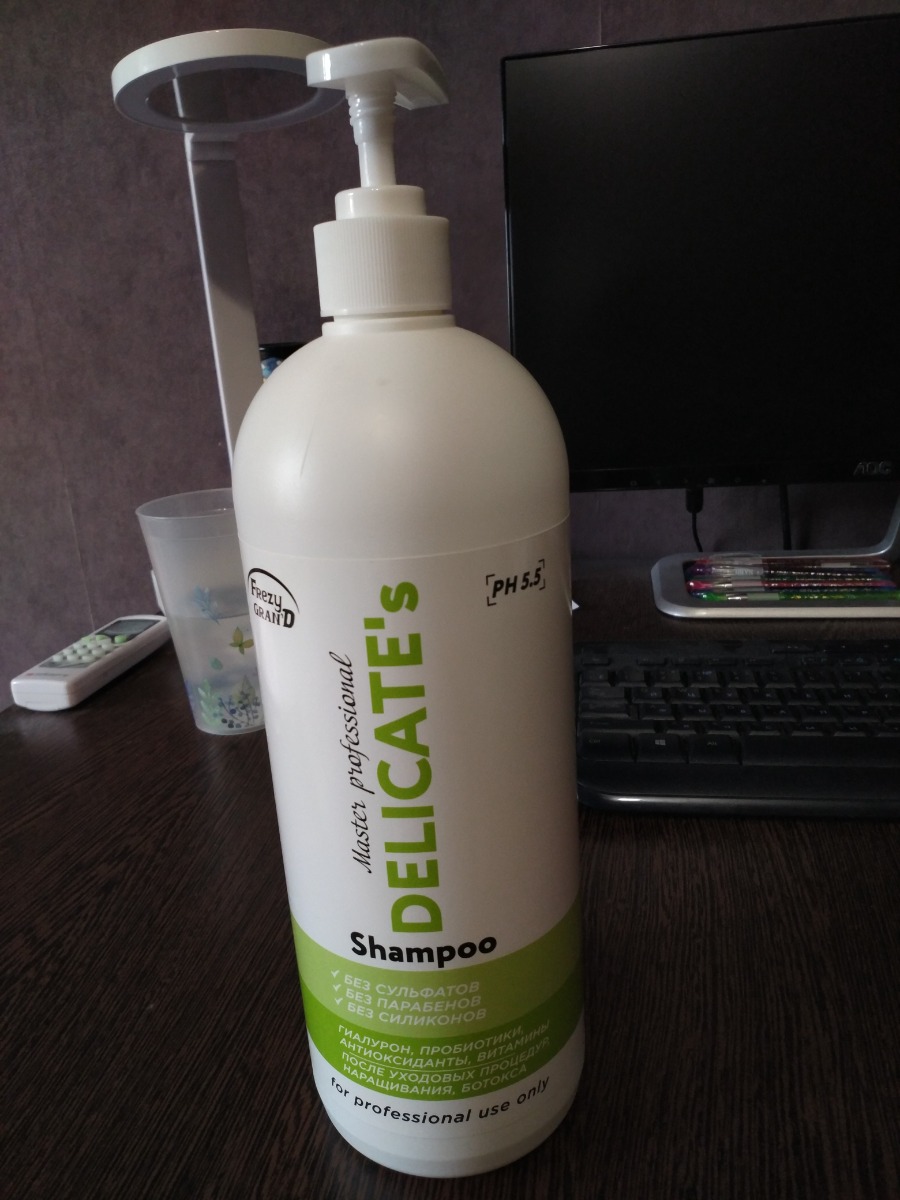 FREZY
GRAN'D
PH 5.5
Master professional
DELICATE's
Shampoo
✓ БЕЗ СУЛЬФАТОВ
✓ БЕЗ ПАРАБЕНОВ
✓ БЕЗ СИЛИКОНОВ
ГИАЛУРОН, ПРОБИОТИКИ,
АНТИОКСИДАНТЫ, ВИТАМИНЫ
ПОСЛЕ УХОДОВЫХ ПРОЦЕДУР,
НАРАЩИВАНИЯ, БОТОКСА
for professional use only
AOC